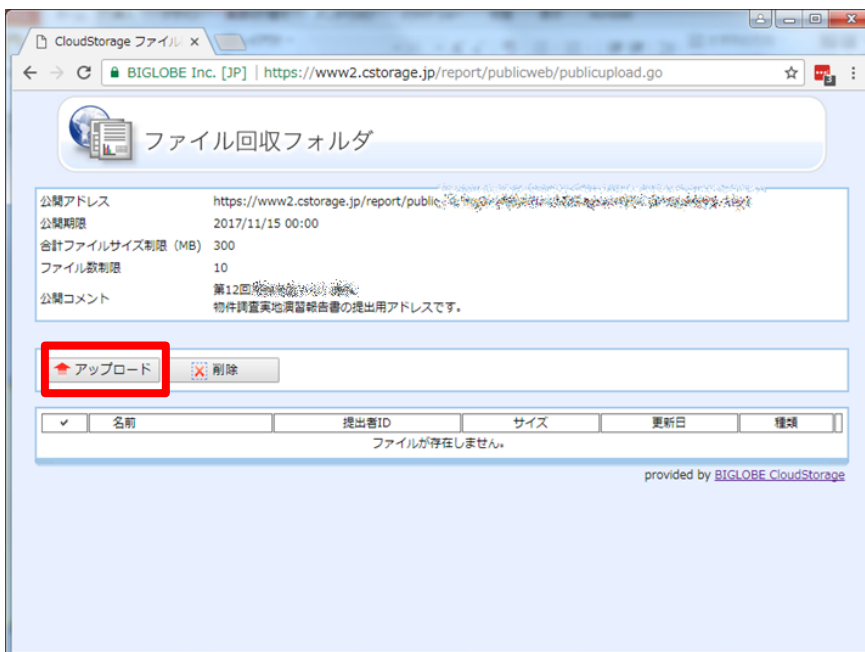 CloudStorage ファイル
BIGLOBE Inc. [JP] | https://www2.cstorage.jp/report/publicweb/publicupload.go
3
ファイル回収フォルダ
公開アドレス https://www2.cstorage.jp/report/public
公開期限 2017/11/15 00:00
合計ファイルサイズ制限(MB) 300
ファイル数制限 10
公開コメント 第12回
物件調査実地演習報告書の提出用アドレスです。
アップロード 削除
名前 提出者ID サイズ 更新日 種類
ファイルが存在しません。
provided by BIGLOBE CloudStorage